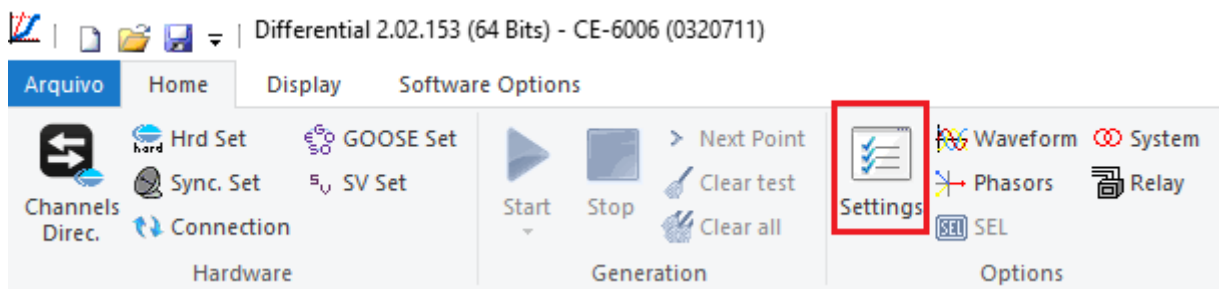 Differential 2.02.153 (64 Bits) - CE-6006 (0320711)
Arquivo Home Display Software Options
Hrd Set GOOSE Set Next Point Waveform System
hard
Sync. Set SV Set Clear test Phasors Relay
Channels Direc.
Connection Start Stop Clear all Settings SEL SEL
Hardware Generation Options